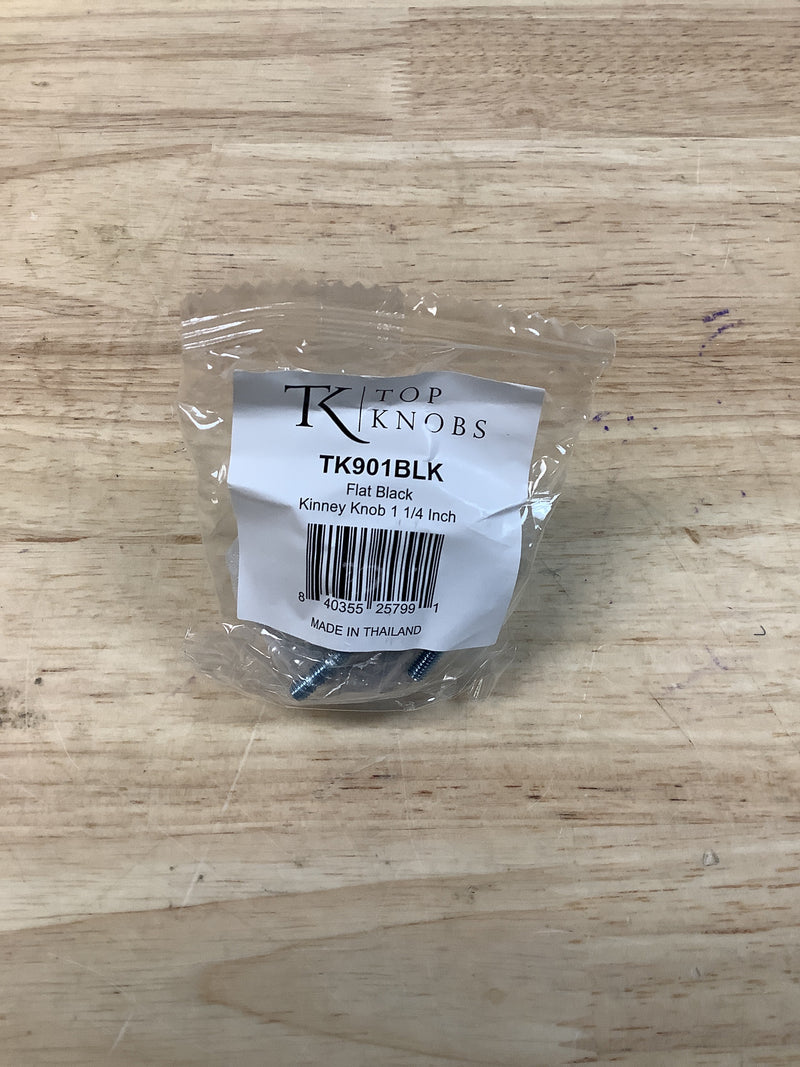 TK TOP
KNOBS
TK901BLK
Flat Black
Kinney Knob 1 1/4 Inch
8 40355 25799 1
MADE IN THAILAND